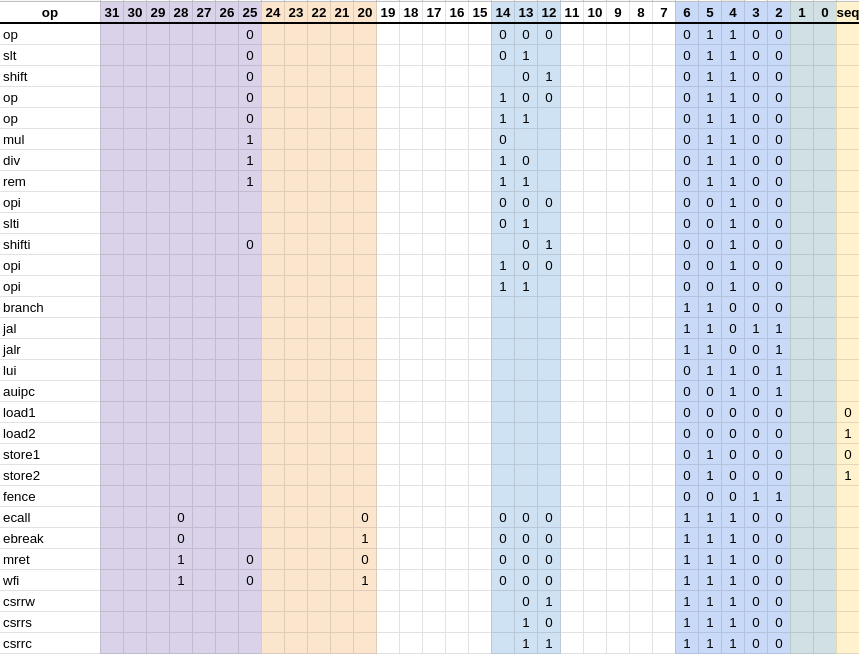 op 31 30 29 28 27 26 25 24 23 22 21 20 19 18 17 16 15 14 13 12 11 10 9 8 7 6 5 4 3 2 1 0 seq
op 0 0 0 0 0 1 1 0 0
slt 0 0 1 0 1 1 0 0
shift 0 0 1 0 1 1 0 0
op 0 1 0 0 0 1 1 0 0
op 0 1 1 0 1 1 0 0
mul 1 0 0 1 1 0 0
div 1 1 0 0 1 1 0 0
rem 1 1 1 0 1 1 0 0
opi 0 0 0 0 0 1 0 0
slti 0 1 0 0 1 0 0
shifti 0 0 1 0 0 1 0 0
opi 1 0 0 0 0 1 0 0
opi 1 1 0 0 1 0 0
branch 1 1 0 0 0
jal 1 1 0 1 1
jalr 1 1 0 0 1
lui 0 1 1 0 1
auipc 0 0 1 0 1
load1 0 0 0 0 0 0
load2 0 0 0 0 0 1
store1 0 1 0 0 0 0
store2 0 1 0 0 0 1
fence 0 0 0 1 1
ecall 0 0 0 0 0 1 1 1 0 0
ebreak 0 1 0 0 0 1 1 1 0 0
mret 1 0 0 0 0 0 1 1 1 0 0
wfi 1 0 1 0 0 0 1 1 1 0 0
csrrw 0 1 1 1 1 0 0
csrrs 1 0 1 1 1 0 0
csrrc 1 1 1 1 1 0 0